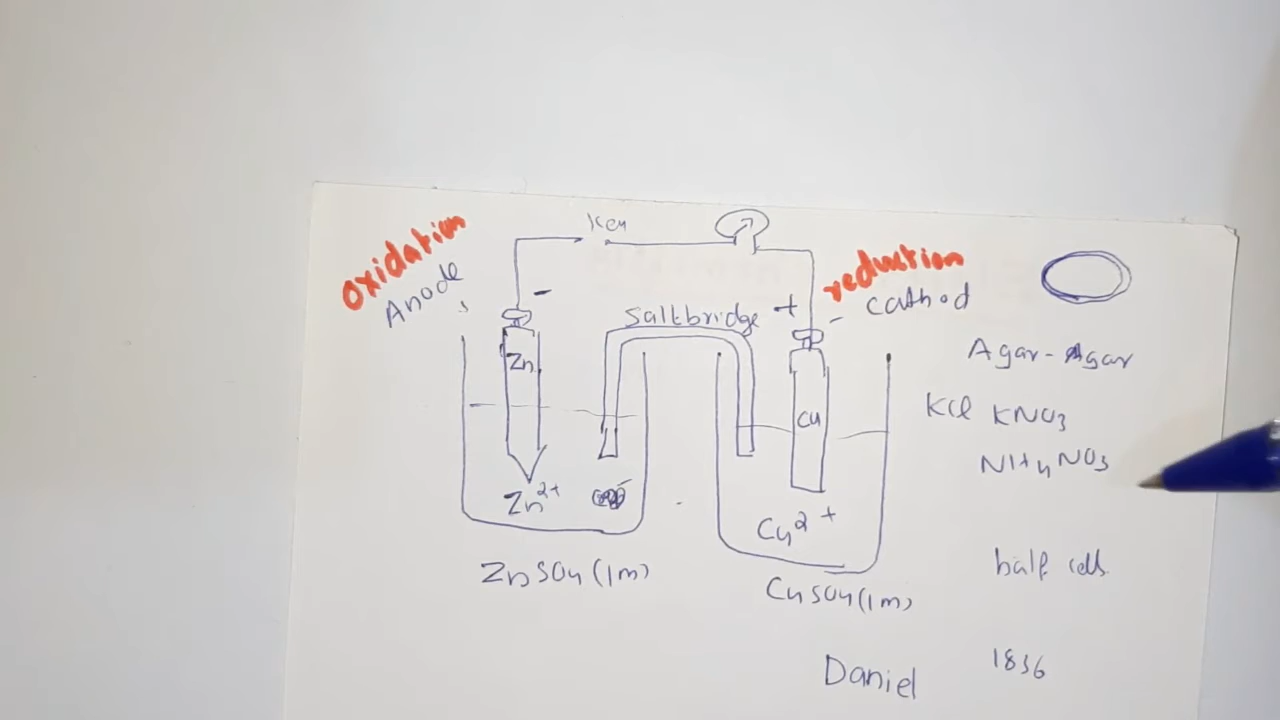 oxidation
Anode
Key
reduction
cathod
-
+
Saltbridge
Zn
Cu
Agar-Agar
KCl KNO3
NH4NO3
Zn2+
Cu2+
ZnSO4(1m)
CuSO4(1m)
half cells
Daniel
1836